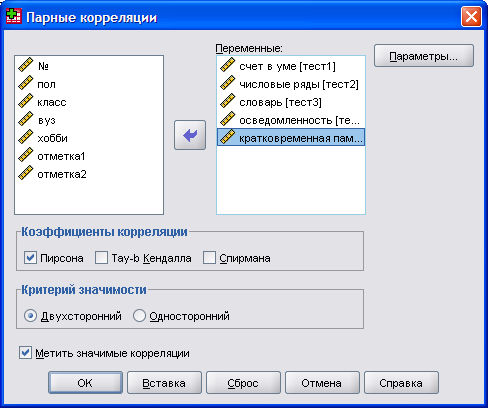 Парные корреляции
Переменные:
№
пол
класс
вуз
хобби
отметка1
отметка2
счет в уме [тест1]
числовые ряды [тест2]
словарь [тест3]
осведомленность [те...
кратковременная пам...
Параметры...
Коэффициенты корреляции
Пирсона Тау-b Кендалла Спирмана
Критерий значимости
Двухсторонний Односторонний
Метить значимые корреляции
OK Вставка Сброс Отмена Справка